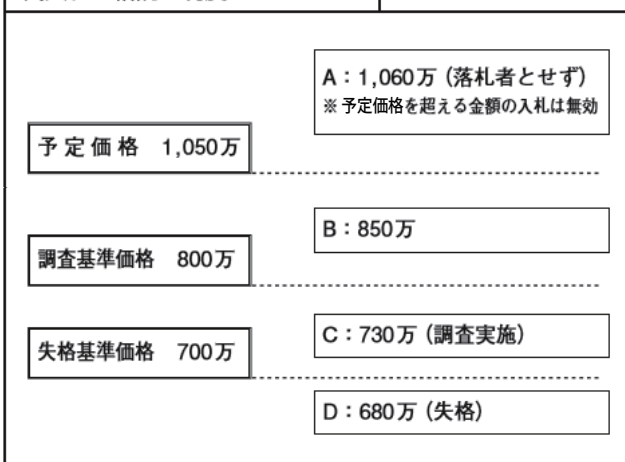 A：1,060万（落札者とせず）
※予定価格を超える金額の入札は無効
予定価格　1,050万
B：850万
調査基準価格　800万
C：730万（調査実施）
失格基準価格　700万
D：680万（失格）